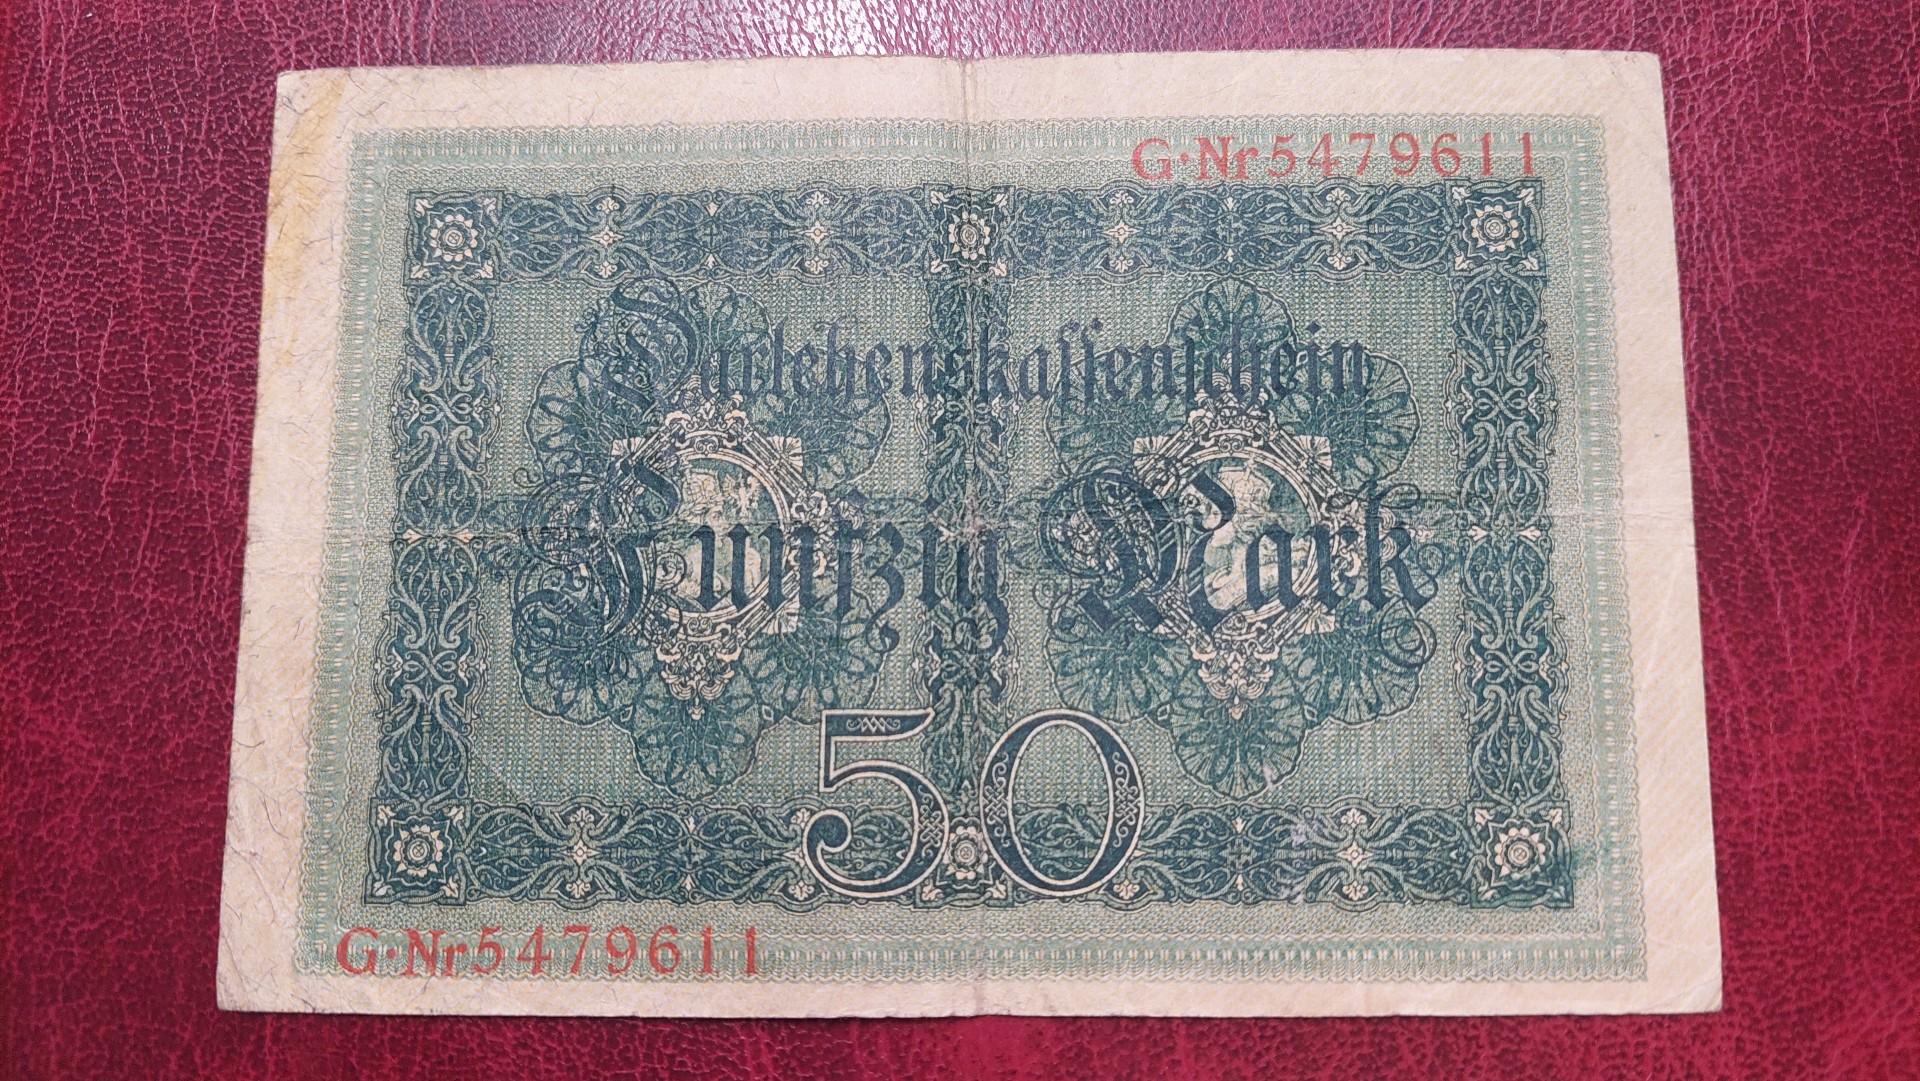 G·Nr5479611
Darlehenskassenschein
Fünfzig Mark
50
G·Nr5479611